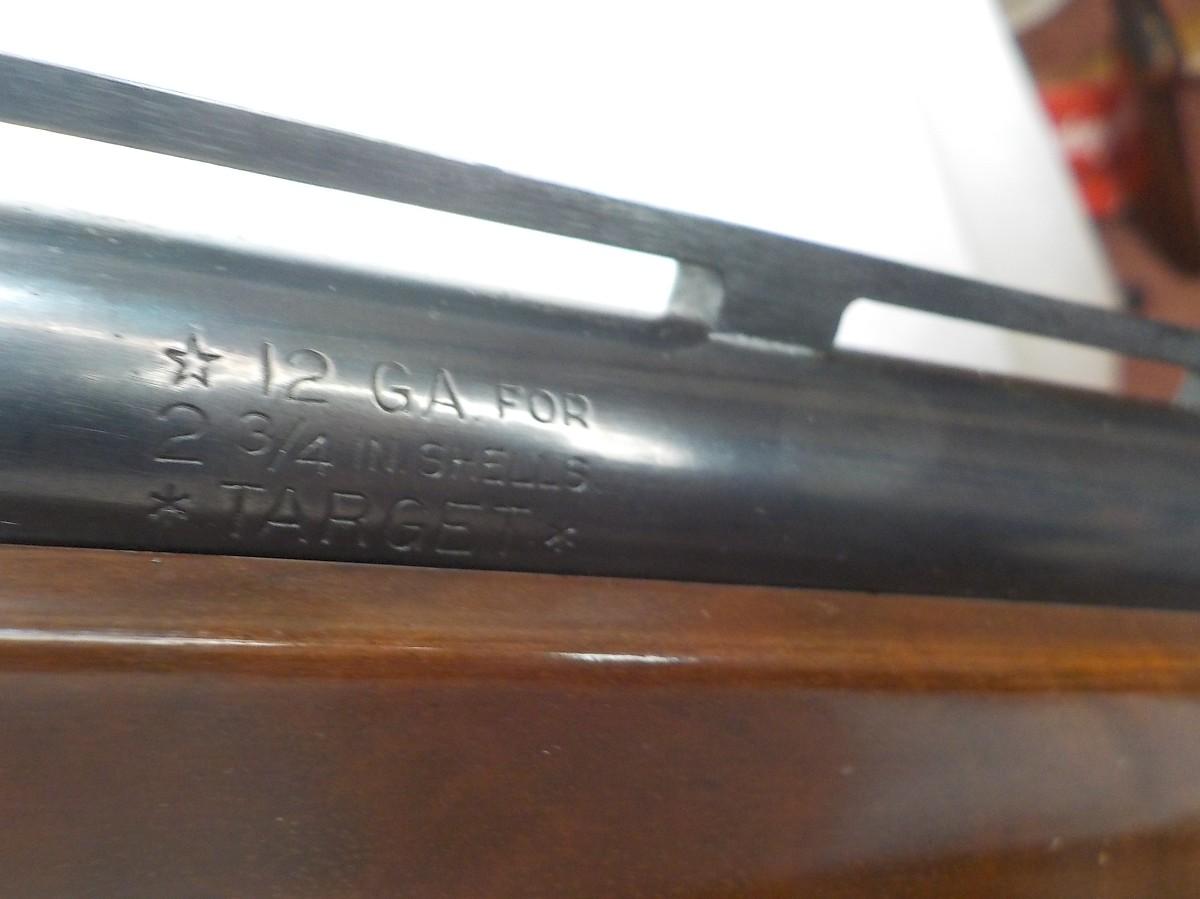 ☆ 12 GA. FOR
2 3/4 IN. SHELLS
* TARGET *